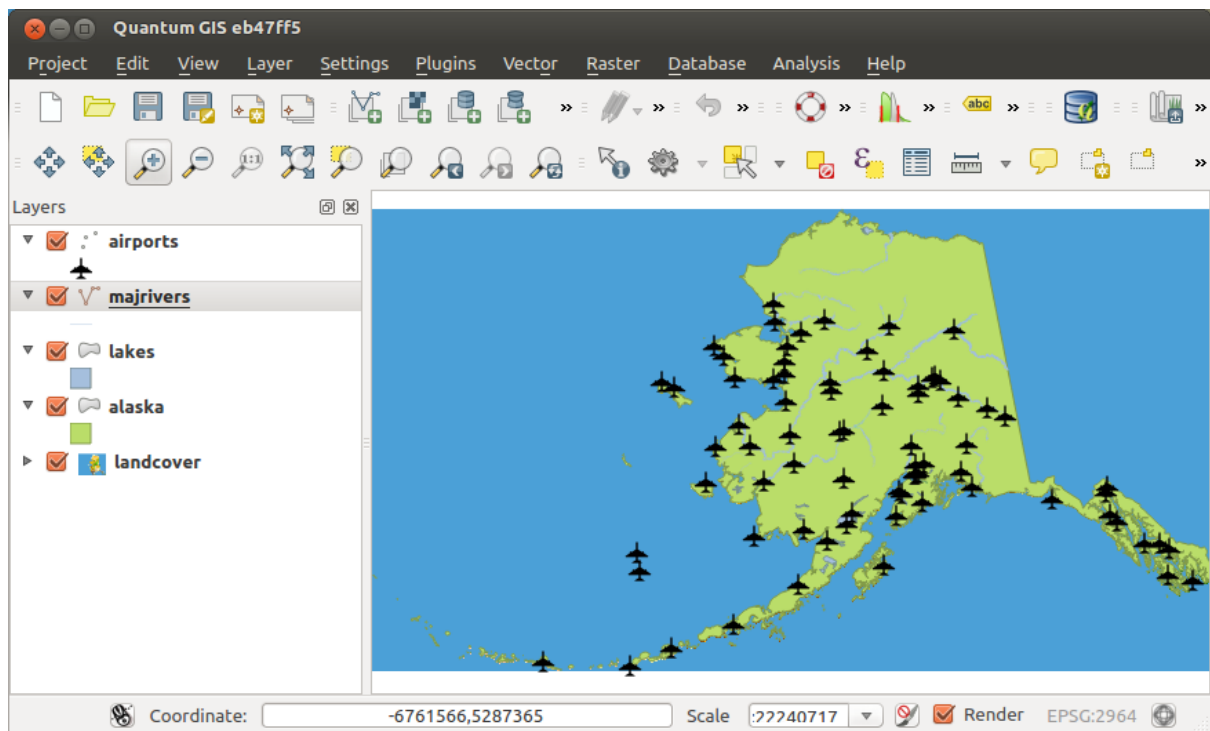 Quantum GIS eb47ff5
Project Edit View Layer Settings Plugins Vector Raster Database Analysis Help
abc
1:1
Layers
airports
majrivers
lakes
alaska
landcover
Coordinate: -6761566,5287365 Scale :22240717 Render EPSG:2964